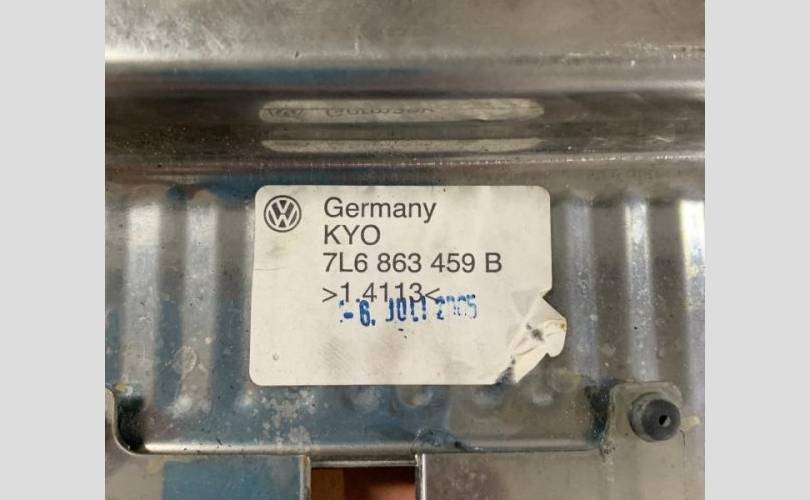 Germany
KYO
7L6 863 459 B
>1.4113<
- 6. JULI 2005